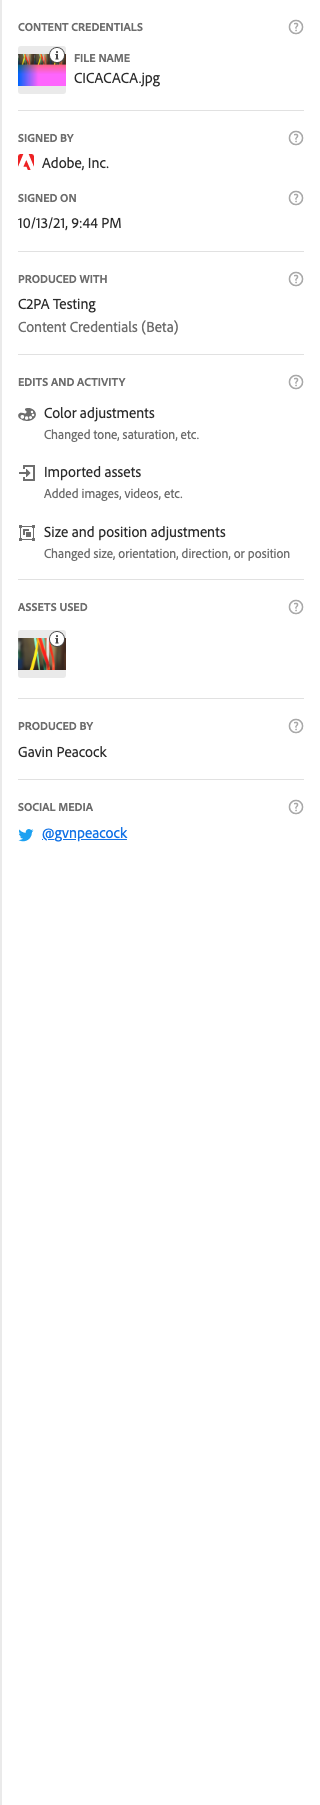 CONTENT CREDENTIALS
FILE NAME
CICACACA.jpg
SIGNED BY
Adobe, Inc.
SIGNED ON
10/13/21, 9:44 PM
PRODUCED WITH
C2PA Testing
Content Credentials (Beta)
EDITS AND ACTIVITY
Color adjustments
Changed tone, saturation, etc.
Imported assets
Added images, videos, etc.
Size and position adjustments
Changed size, orientation, direction, or position
ASSETS USED
PRODUCED BY
Gavin Peacock
SOCIAL MEDIA
@gvnpeacock